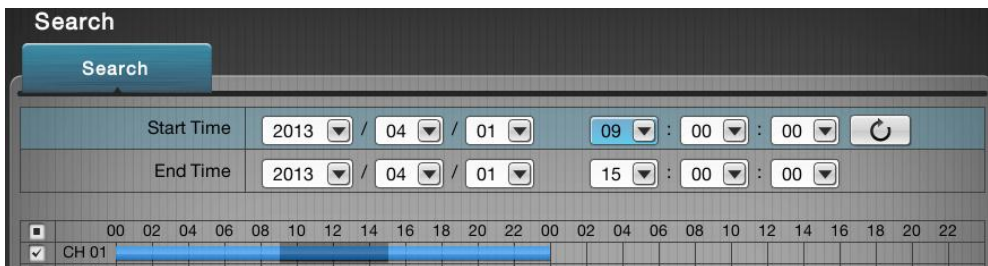 Search
Search
Start Time 2013 / 04 / 01 09 : 00 : 00
End Time 2013 / 04 / 01 15 : 00 : 00
00 02 04 06 08 10 12 14 16 18 20 22 00 02 04 06 08 10 12 14 16 18 20 22
CH 01